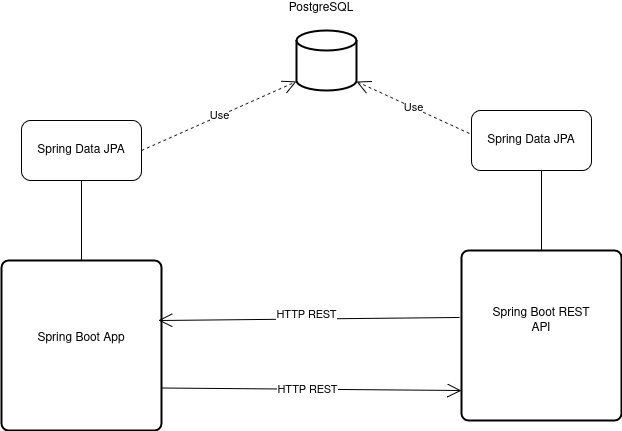 PostgreSQL
Use
Use
Spring Data JPA
Spring Data JPA
HTTP REST
Spring Boot App
Spring Boot REST
API
HTTP REST